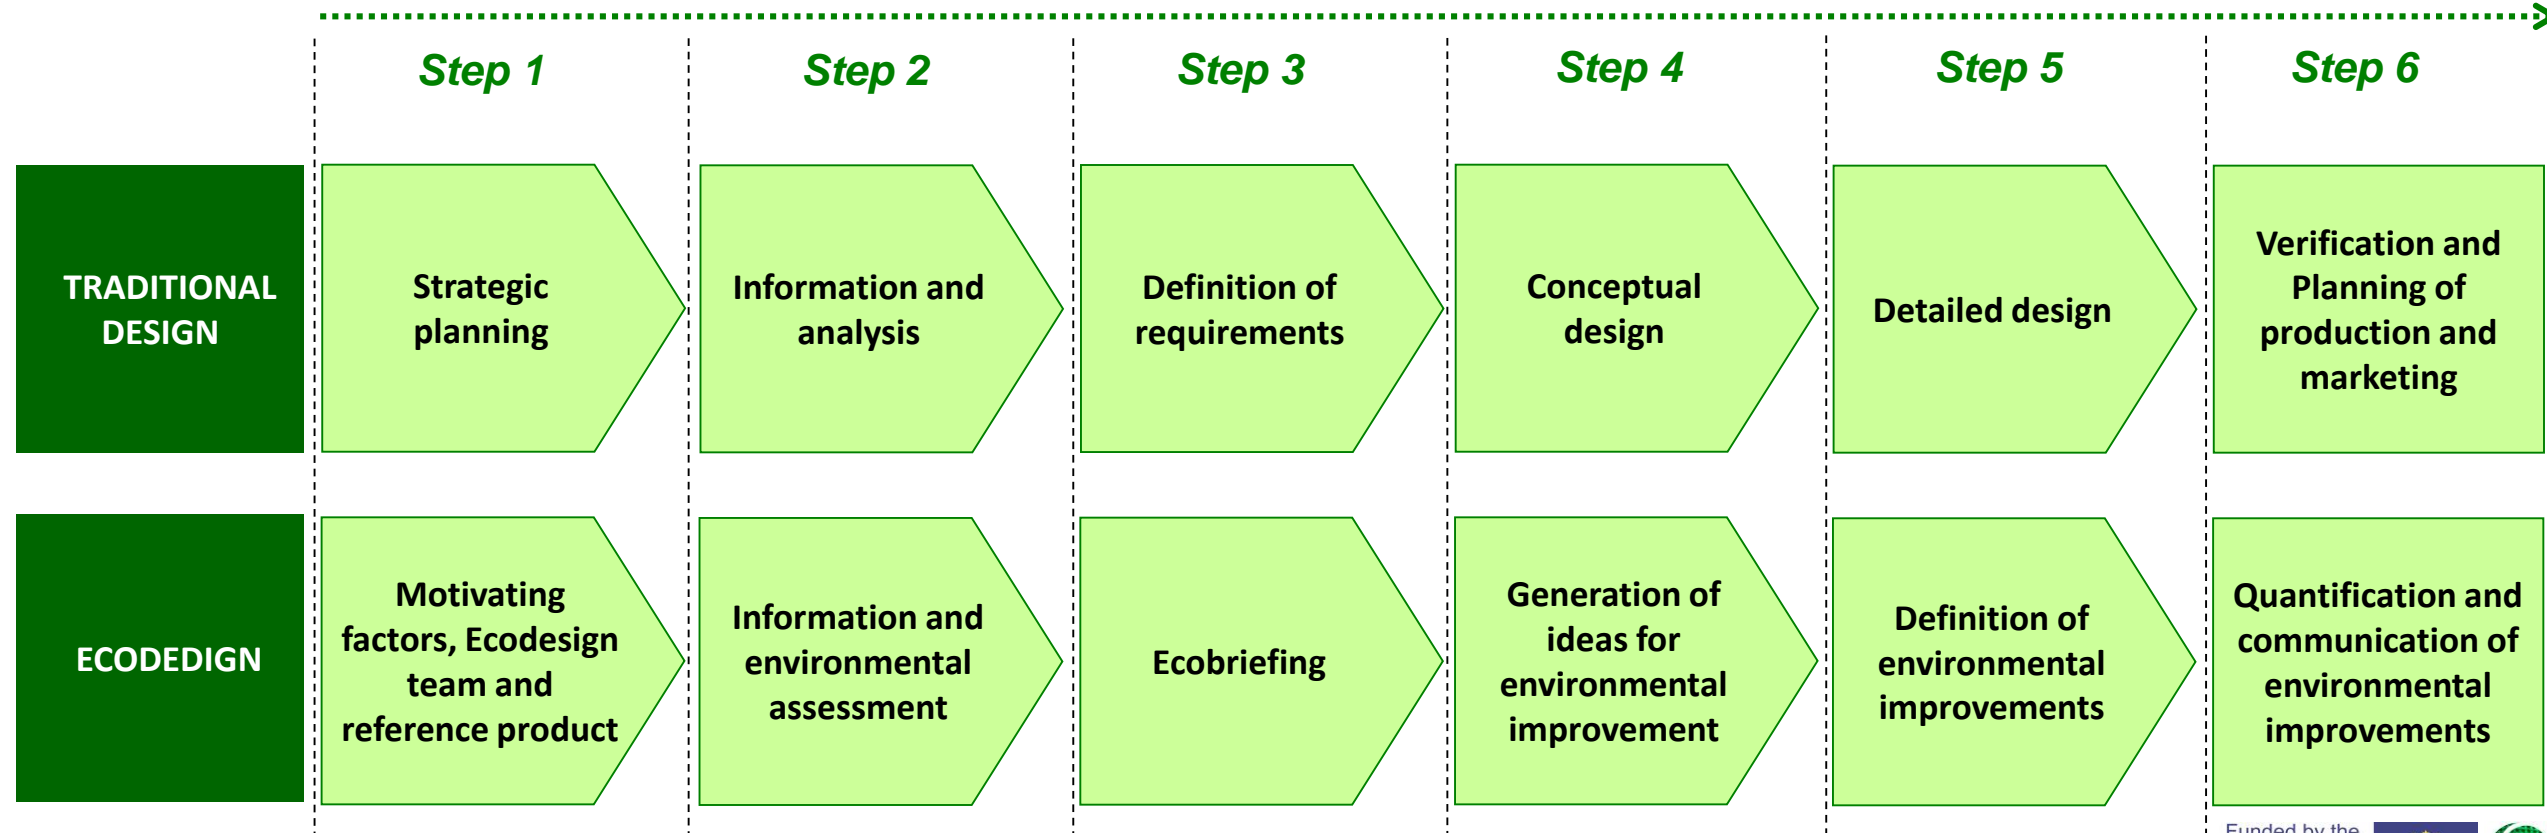 Step 1
Step 2
Step 3
Step 4
Step 5
Step 6
TRADITIONAL
DESIGN
Strategic
planning
Information and
analysis
Definition of
requirements
Conceptual
design
Detailed design
Verification and
Planning of
production and
marketing
ECODEDIGN
Motivating
factors, Ecodesign
team and
reference product
Information and
environmental
assessment
Ecobriefing
Generation of
ideas for
environmental
improvement
Definition of
environmental
improvements
Quantification and
communication of
environmental
improvements
Funded by the